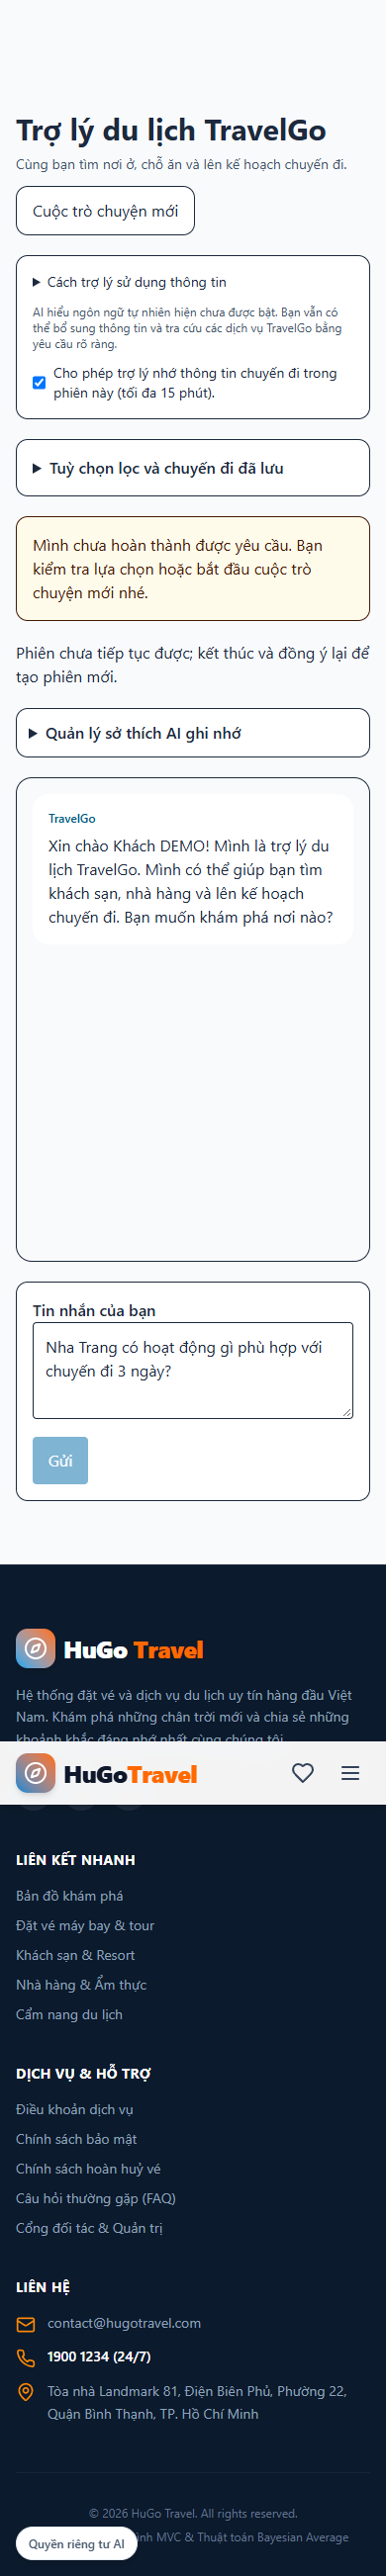 Trợ lý du lịch TravelGo
Cùng bạn tìm nơi ở, chỗ ăn và lên kế hoạch chuyến đi.
Cuộc trò chuyện mới
Cách trợ lý sử dụng thông tin
AI hiểu ngôn ngữ tự nhiên hiện chưa được bật. Bạn vẫn có
thể bổ sung thông tin và tra cứu các dịch vụ TravelGo bằng
yêu cầu rõ ràng.
Cho phép trợ lý nhớ thông tin chuyến đi trong
phiên này (tối đa 15 phút).
Tuỳ chọn lọc và chuyến đi đã lưu
Mình chưa hoàn thành được yêu cầu. Bạn
kiểm tra lựa chọn hoặc bắt đầu cuộc trò
chuyện mới nhé.
Phiên chưa tiếp tục được; kết thúc và đồng ý lại để
tạo phiên mới.
Quản lý sở thích AI ghi nhớ
TravelGo
Xin chào Khách DEMO! Mình là trợ lý du
lịch TravelGo. Mình có thể giúp bạn tìm
khách sạn, nhà hàng và lên kế hoạch
chuyến đi. Bạn muốn khám phá nơi nào?
Tin nhắn của bạn
Nha Trang có hoạt động gì phù hợp với
chuyến đi 3 ngày?
Gửi
HuGo Travel
Hệ thống đặt vé và dịch vụ du lịch uy tín hàng đầu Việt
Nam. Khám phá những chân trời mới và chia sẻ những
khoảnh khắc đáng nhớ nhất cùng chúng tôi.
HuGoTravel
LIÊN KẾT NHANH
Bản đồ khám phá
Đặt vé máy bay & tour
Khách sạn & Resort
Nhà hàng & Ẩm thực
Cẩm nang du lịch
DỊCH VỤ & HỖ TRỢ
Điều khoản dịch vụ
Chính sách bảo mật
Chính sách hoàn huỷ vé
Câu hỏi thường gặp (FAQ)
Cổng đối tác & Quản trị
LIÊN HỆ
contact@hugotravel.com
1900 1234 (24/7)
Tòa nhà Landmark 81, Điện Biên Phủ, Phường 22,
Quận Bình Thạnh, TP. Hồ Chí Minh
© 2026 HuGo Travel. All rights reserved.
Quyền riêng tư AI
MVC & Thuật toán Bayesian Average